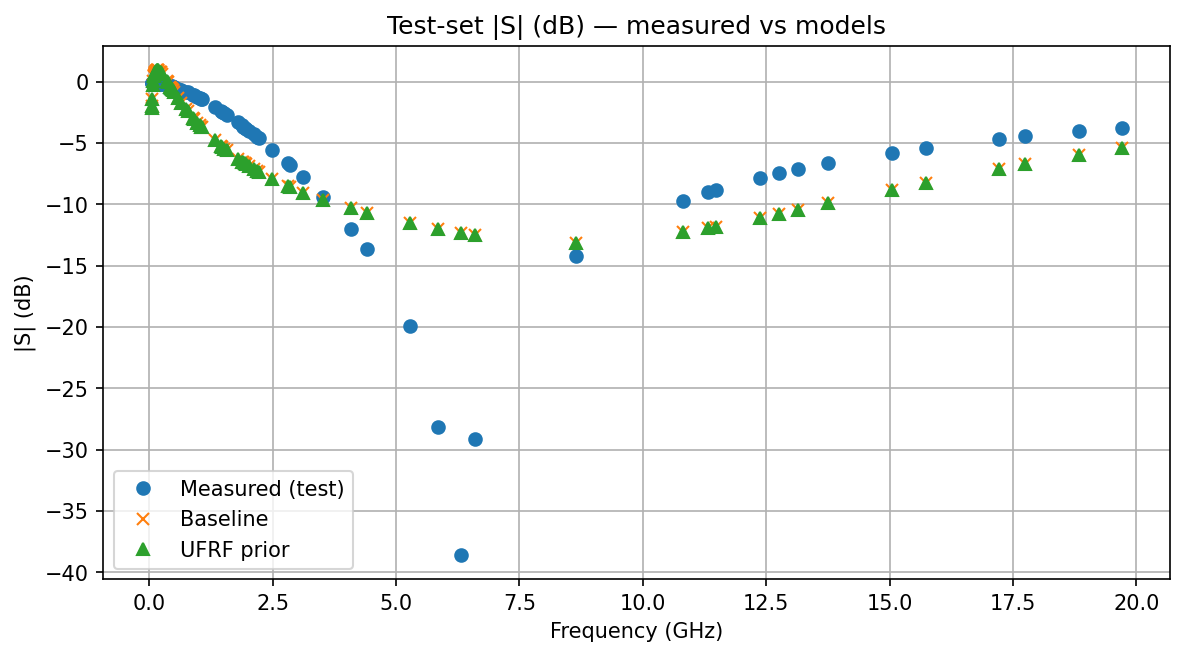 Test-set |S| (dB) — measured vs models
0
−5
−10
−15
−20
−25
−30
−35
−40
|S| (dB)
Measured (test)
Baseline
UFRF prior
0.0 2.5 5.0 7.5 10.0 12.5 15.0 17.5 20.0
Frequency (GHz)